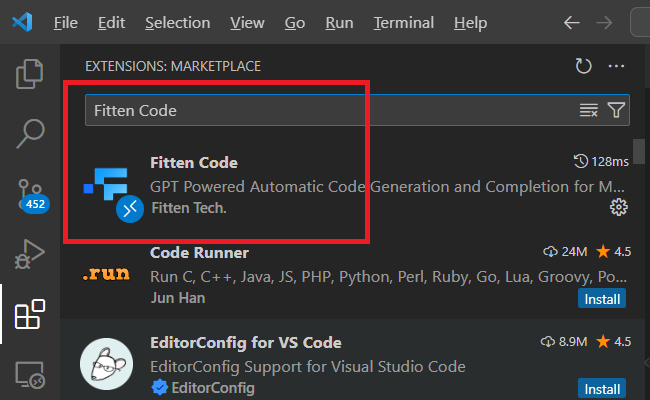 File Edit Selection View Go Run Terminal Help
EXTENSIONS: MARKETPLACE
Fitten Code
Fitten Code 128ms
GPT Powered Automatic Code Generation and Completion for M...
Fitten Tech.
452
Code Runner 24M 4.5
.run
Run C, C++, Java, JS, PHP, Python, Perl, Ruby, Go, Lua, Groovy, Po...
Jun Han Install
EditorConfig for VS Code 8.9M 4.5
EditorConfig Support for Visual Studio Code
EditorConfig Install